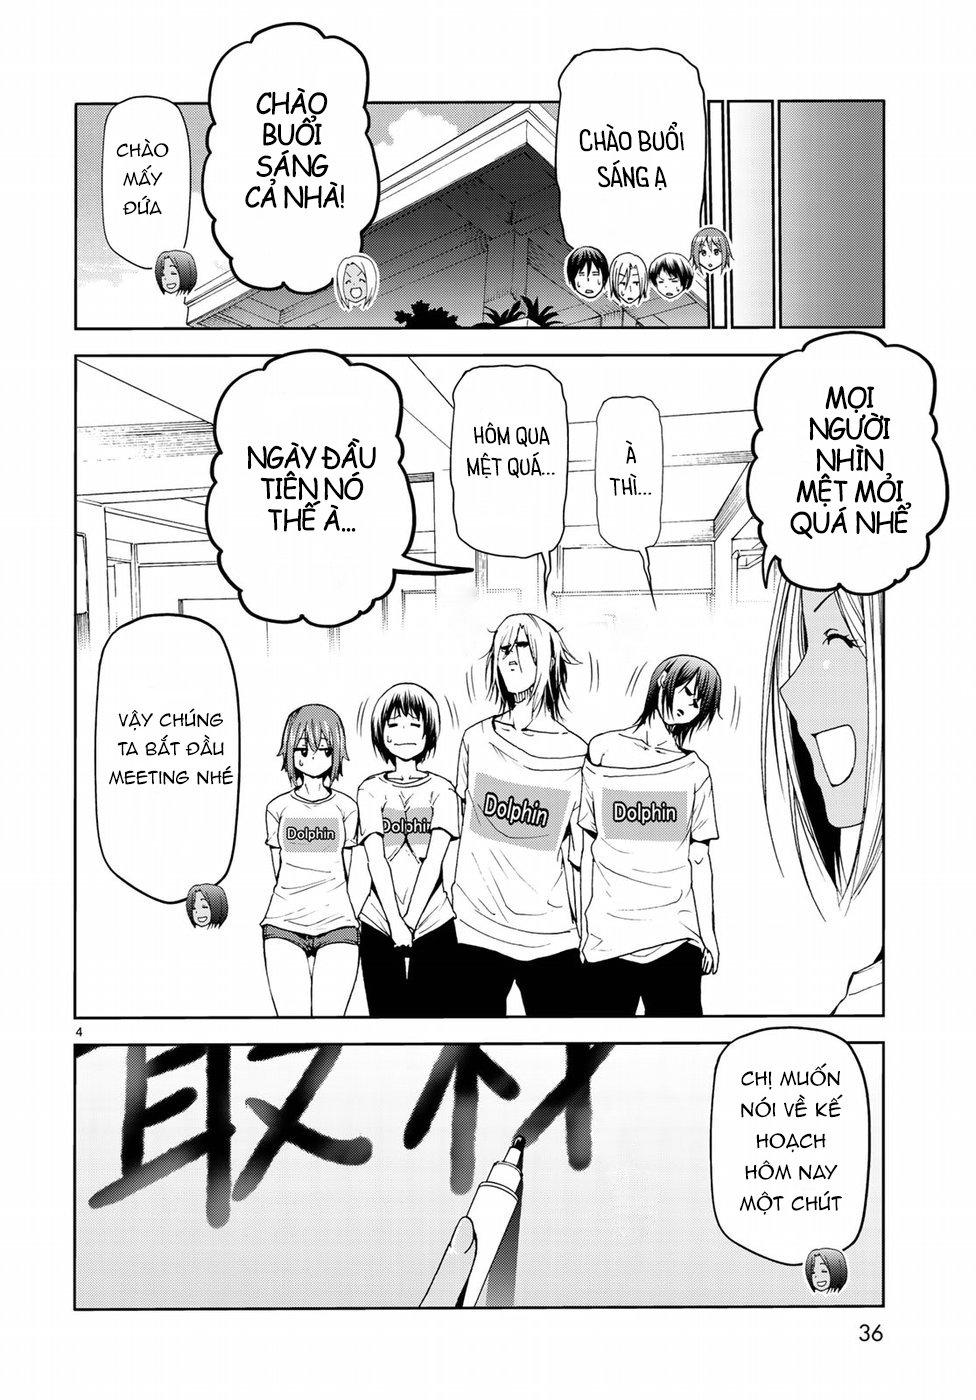 CHÀO BUỔI
SÁNG Ạ
CHÀO
BUỔI
SÁNG
CẢ NHÀ!
CHÀO
MẤY
ĐỨA
MỌI
NGƯỜI
NHÌN
MỆT MỎI
QUÁ NHỂ
À
THÌ...
HÔM QUA
MỆT QUÁ...
NGÀY ĐẦU
TIÊN NÓ
THẾ À...
VẬY CHÚNG
TA BẮT ĐẦU
MEETING NHÉ
Dolphin
Dolphin
Dolphin
Dolphin
4
取材
CHỊ MUỐN
NÓI VỀ KẾ
HOẠCH
HÔM NAY
MỘT CHÚT
36